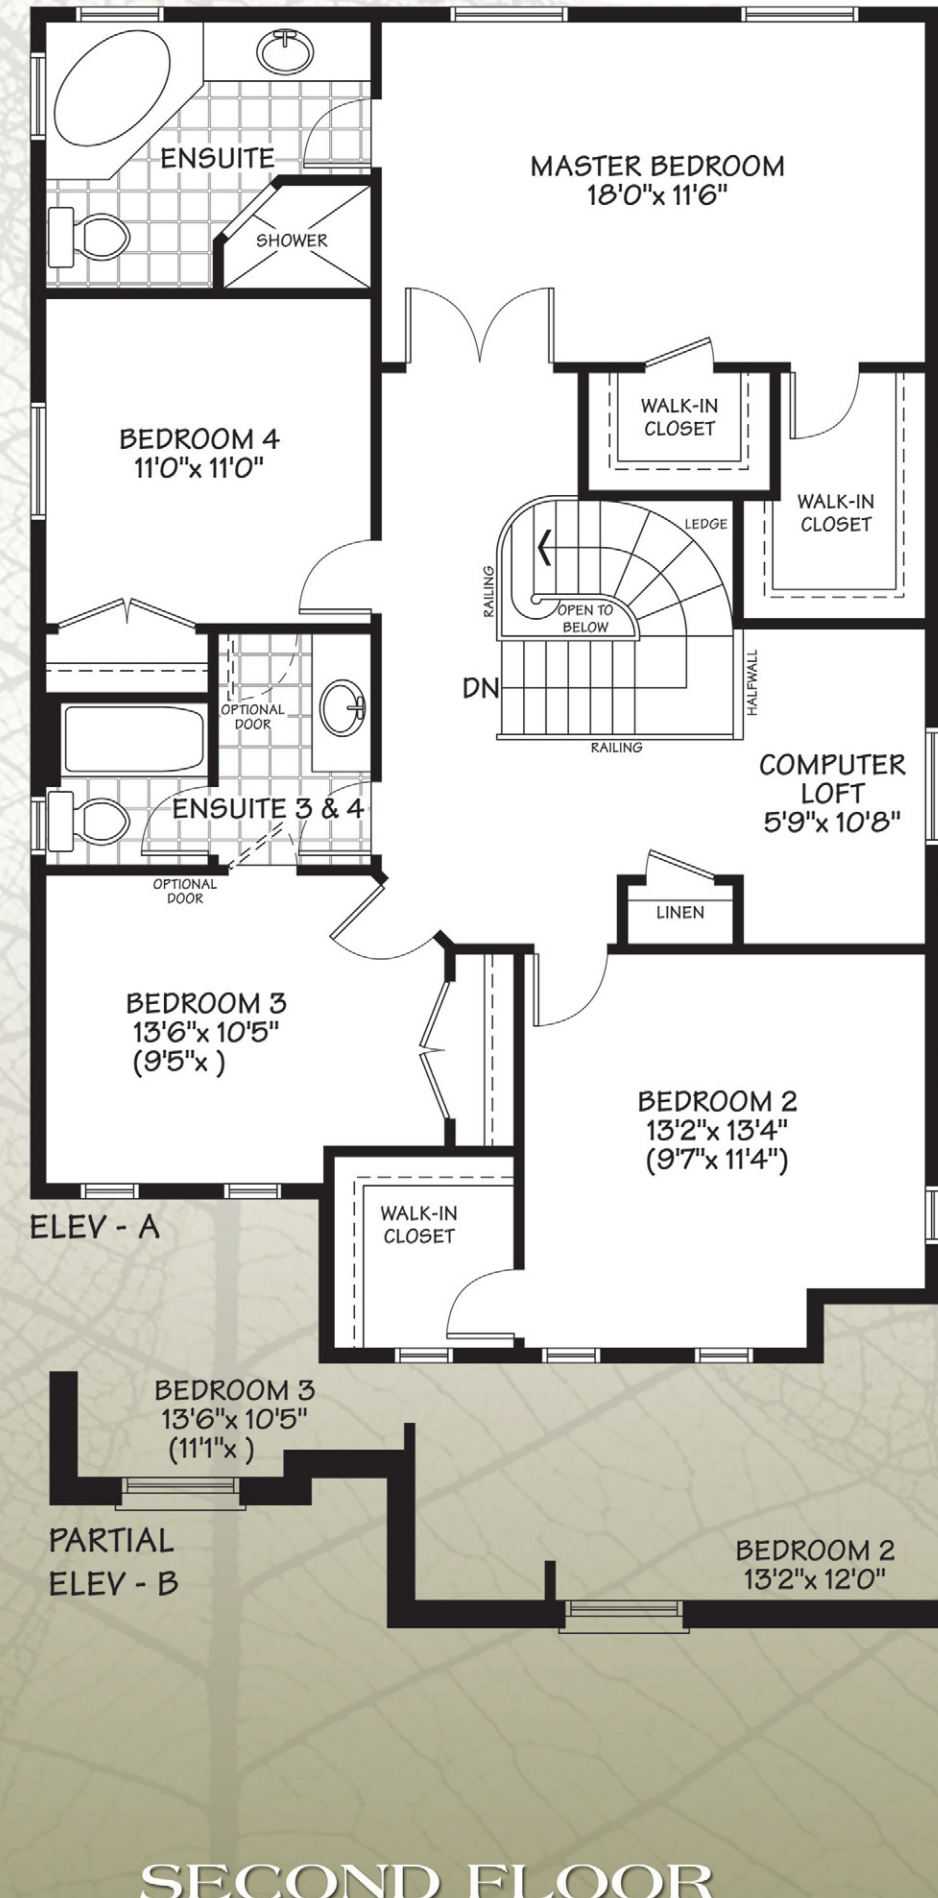 ENSUITE
MASTER BEDROOM
18'0"x 11'6"
SHOWER
WALK-IN
CLOSET
BEDROOM 4
11'0"x 11'0"
WALK-IN
CLOSET
LEDGE
RAILING
OPEN TO
BELOW
DN
HALFWALL
RAILING
OPTIONAL
DOOR
COMPUTER
LOFT
5'9"x 10'8"
ENSUITE 3 & 4
OPTIONAL
DOOR
LINEN
BEDROOM 3
13'6"x 10'5"
(9'5"x )
BEDROOM 2
13'2"x 13'4"
(9'7"x 11'4")
WALK-IN
CLOSET
ELEV - A
BEDROOM 3
13'6"x 10'5"
(11'1"x )
PARTIAL
ELEV - B
BEDROOM 2
13'2"x 12'0"
SECOND FLOOR